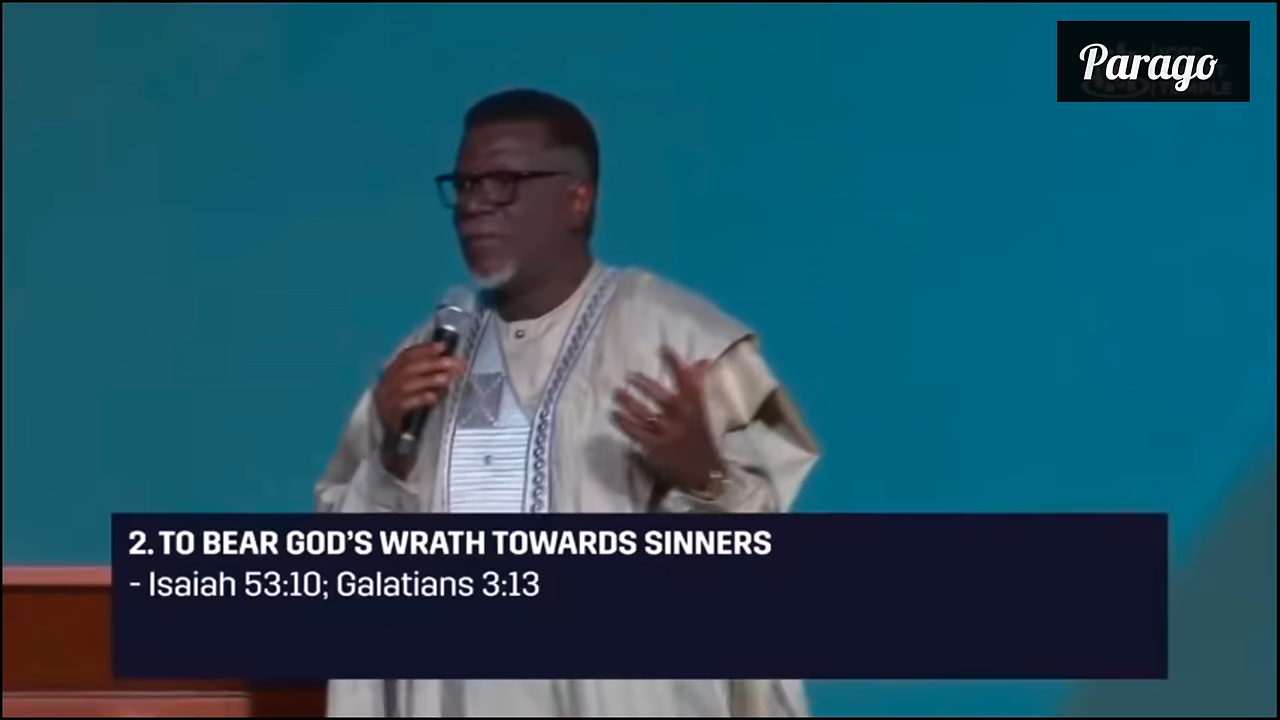 Parago
2. TO BEAR GOD'S WRATH TOWARDS SINNERS
- Isaiah 53:10; Galatians 3:13